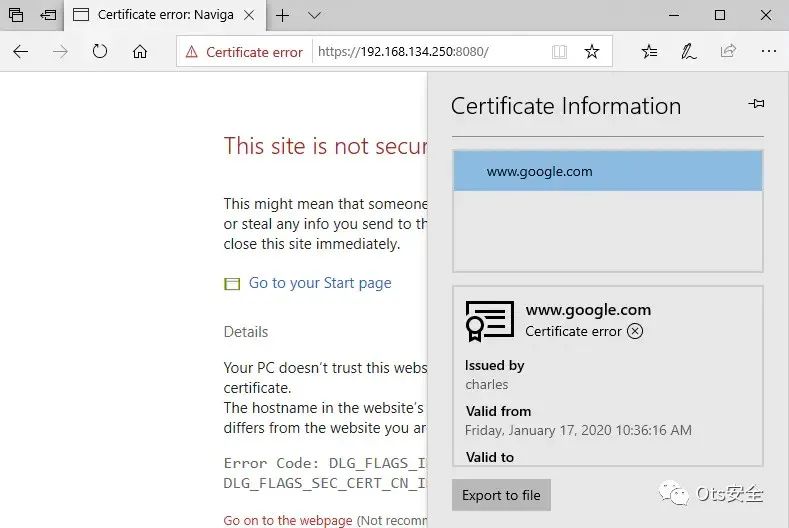 Certificate error: Naviga
Certificate error
https://192.168.134.250:8080/
This site is not secur
This might mean that someone
or steal any info you send to th
close this site immediately.
Go to your Start page
Details
Your PC doesn't trust this webs
certificate.
The hostname in the website's
differs from the website you ar
Error Code: DLG_FLAGS_I
DLG_FLAGS_SEC_CERT_CN_I
Go on to the webpage (Not recomm
Certificate Information
www.google.com
www.google.com
Certificate error
Issued by
charles
Valid from
Friday, January 17, 2020 10:36:16 AM
Valid to
Export to file
Ots安全